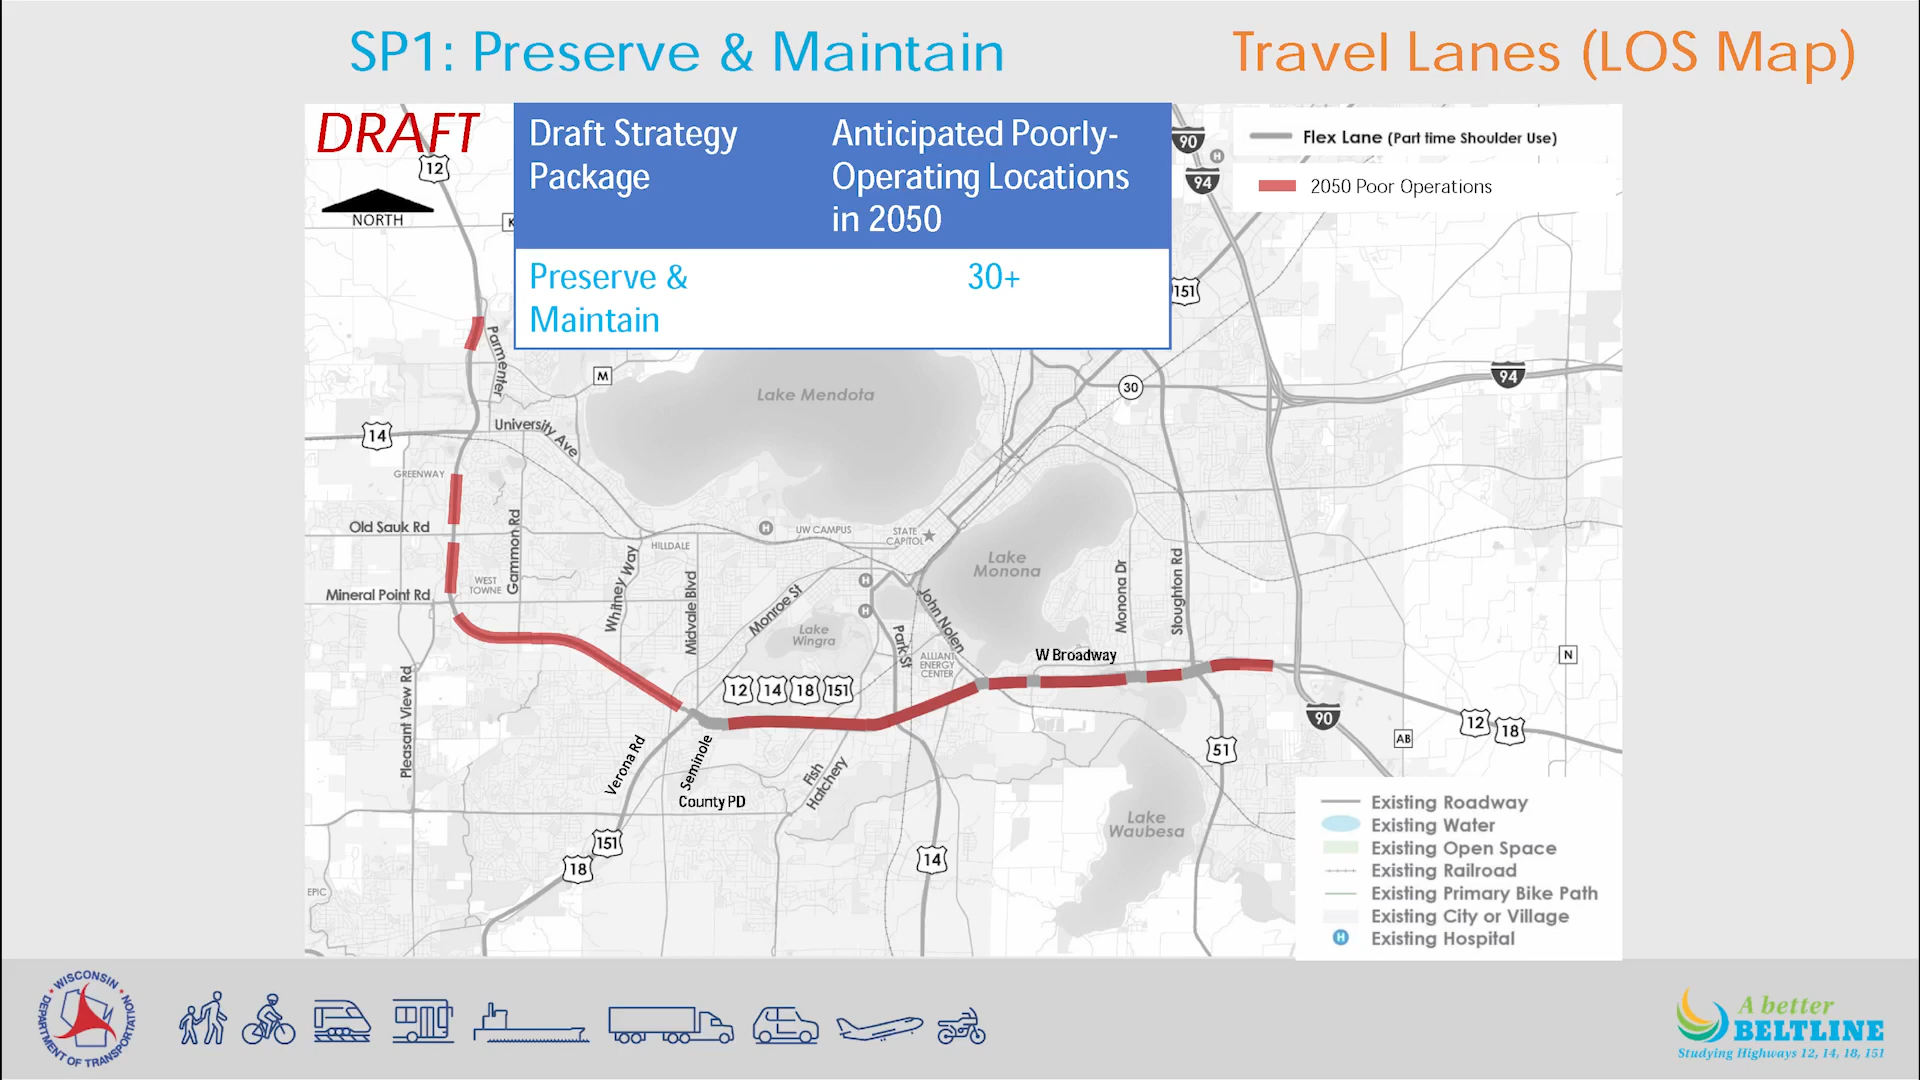 SP1: Preserve & Maintain
Travel Lanes (LOS Map)
DRAFT
Draft Strategy
Package
Anticipated Poorly-
Operating Locations
in 2050
Preserve &
Maintain
30+
Flex Lane (Part time Shoulder Use)
2050 Poor Operations
NORTH
12
K
90
H
94
151
Parmenter
M
Lake Mendota
30
94
14
University Ave
GREENWAY
Old Sauk Rd
Gammon Rd
HILLDALE
H
UW CAMPUS
STATE
CAPITOL
Mineral Point Rd
WEST
TOWNE
Whitney Way
Midvale Blvd
Monroe St
H
H
Lake
Monona
Lake
Wingra
Park St
John Nolen
ALLIANT
ENERGY
CENTER
Monona Dr
Stoughton Rd
W Broadway
N
12 14 18 151
Pleasant View Rd
Verona Rd
Seminole
County PD
Fish
Hatchery
51
90
AB
12
18
Lake
Waubesa
151
18
14
EPIC
Existing Roadway
Existing Water
Existing Open Space
Existing Railroad
Existing Primary Bike Path
Existing City or Village
H Existing Hospital
WISCONSIN
DEPARTMENT OF TRANSPORTATION
A better
BELTLINE
Studying Highways 12, 14, 18, 151